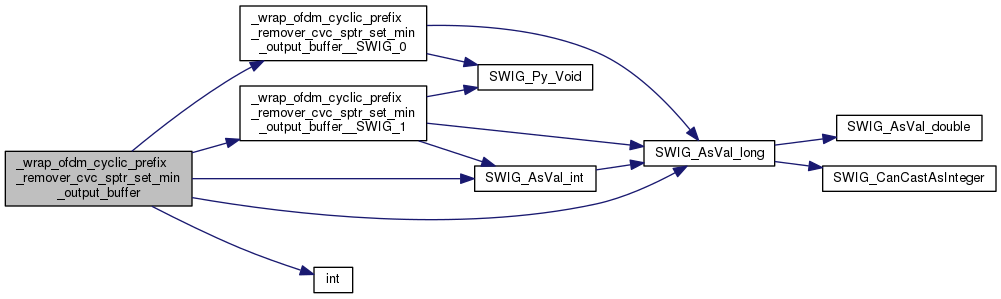 _wrap_ofdm_cyclic_prefix
_remover_cvc_sptr_set_min
_output_buffer
_wrap_ofdm_cyclic_prefix
_remover_cvc_sptr_set_min
_output_buffer__SWIG_0
_wrap_ofdm_cyclic_prefix
_remover_cvc_sptr_set_min
_output_buffer__SWIG_1
int
SWIG_Py_Void
SWIG_AsVal_int
SWIG_AsVal_long
SWIG_AsVal_double
SWIG_CanCastAsInteger